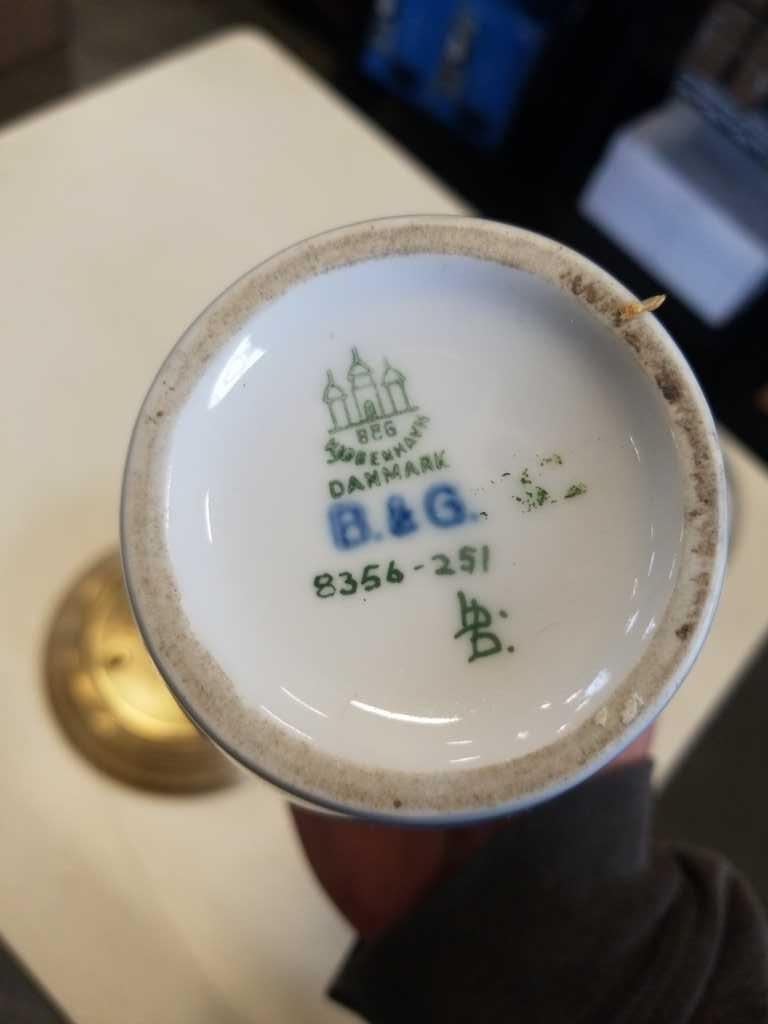 B&G
KJØBENHAVN
DANMARK
B.&G.
8356-251